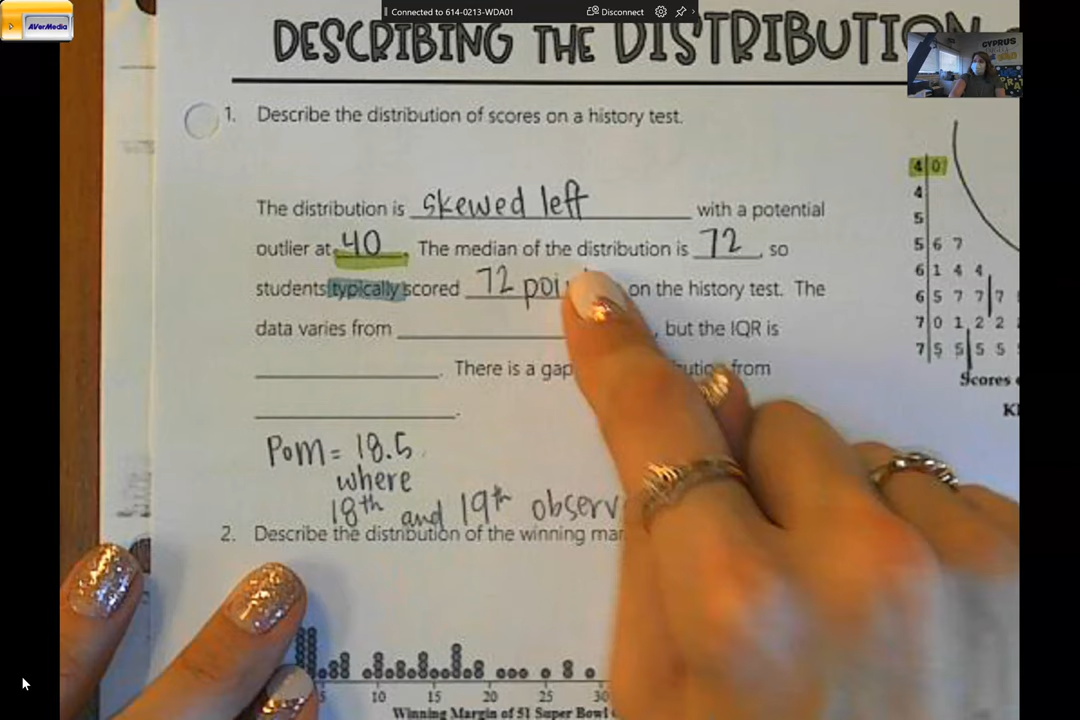 AVerMedia
Connected to 614-0213-WDA01
Disconnect
DESCRIBING THE DISTRIBUTION
CYPRUS
1. Describe the distribution of scores on a history test.
The distribution is skewed left with a potential
outlier at 40. The median of the distribution is 72, so
students typically scored 72 poi on the history test. The
data varies from , but the IQR is
. There is a gap from
.
PoM = 18.5
where
18th and 19th observ
2. Describe the distribution of the winning mar
4 0
4
5
5 6 7
6 1 4 4
6 5 7 7 7
7 0 1 2 2
7 5 5 5 5
Scores
5 10 15 20 25 30
Winning Margin of 51 Super Bowl